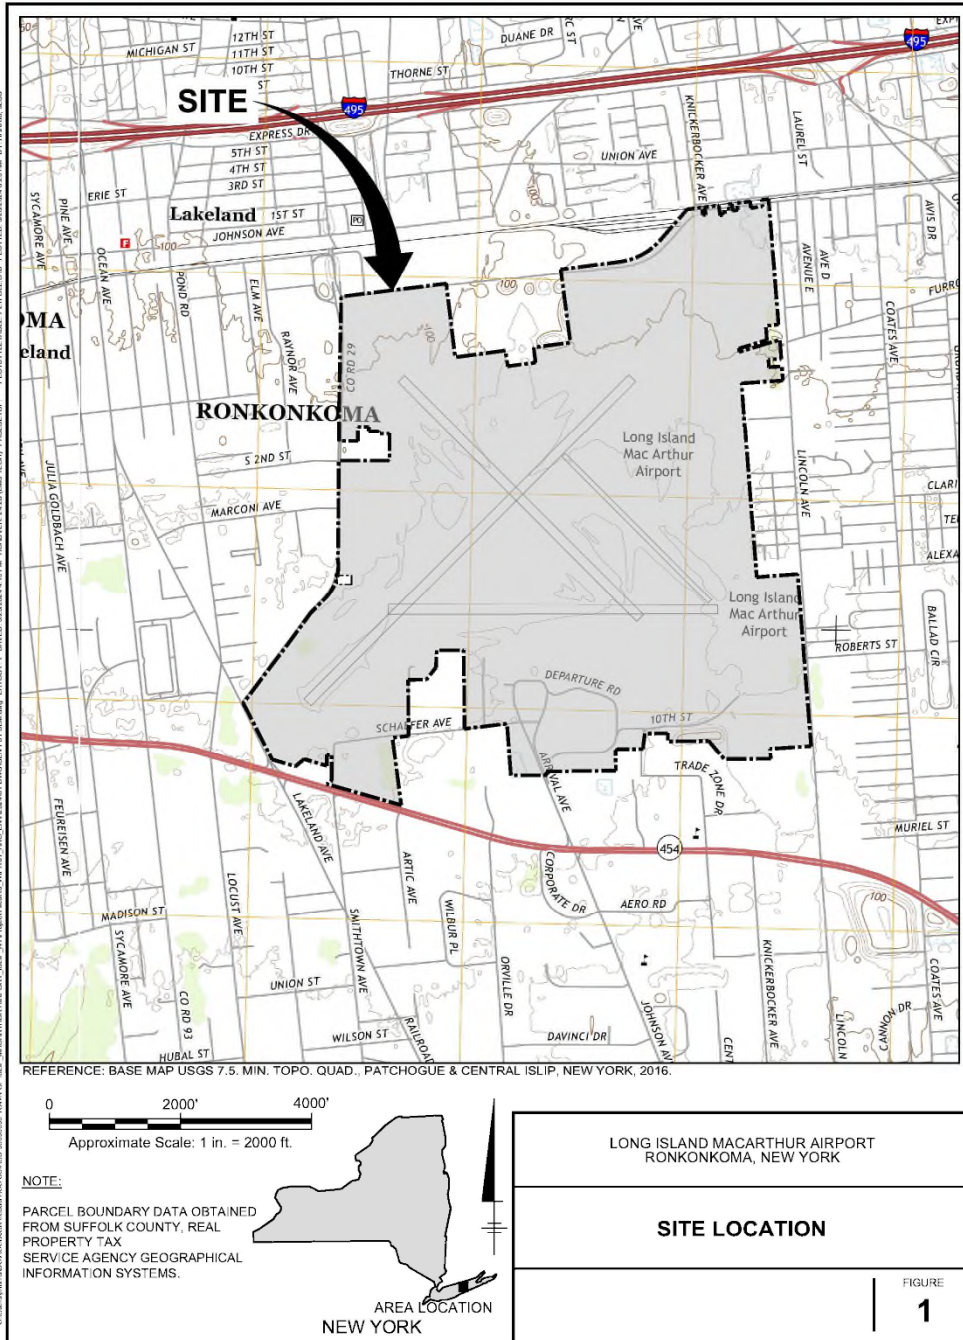 MICHIGAN ST
12TH ST
11TH ST
10TH ST
ST
DUANE DR
THORNE ST
495
495
SITE
EXPRESS DR
5TH ST
4TH ST
3RD ST
ERIE ST
UNION AVE
KNICKERBOCKER AVE
LAUREL ST
SYCAMORE AVE
PINE AVE
Lakeland
1ST ST
PO
JOHNSON AVE
F
100
100
100
OCEAN AVE
POND RD
ELM AVE
RAYNOR AVE
CO RD 29
100
AVENUE E
AVE D
AVIS DR
COATES AVE
OMA
eland
RONKONKOMA
S 2ND ST
MARCONI AVE
JULIA GOLDBACH AVE
Long Island
Mac Arthur
Airport
LINCOLN AVE
Long Island
Mac Arthur
Airport
ROBERTS ST
BALLAD CIR
DEPARTURE RD
SCHAEFER AVE
10TH ST
ARRIVAL AVE
TRADE ZONE DR
LAKELAND AVE
FEUREISEN AVE
454
MURIEL ST
ARTIC AVE
CORPORATE DR
AERO RD
100
MADISON ST
LOCUST AVE
SYCAMORE AVE
SMITHTOWN AVE
WILBUR PL
ORVILLE DR
UNION ST
CO RD 93
WILSON ST
RAILROAD
DAVINCI DR
JOHNSON AV
KNICKERBOCKER AVE
CENT
LINCOLN
CANNON DR
COATES AVE
HUBAL ST
REFERENCE: BASE MAP USGS 7.5. MIN. TOPO. QUAD., PATCHOGUE & CENTRAL ISLIP, NEW YORK, 2016.
0 2000' 4000'
Approximate Scale: 1 in. = 2000 ft.
NOTE:
PARCEL BOUNDARY DATA OBTAINED
FROM SUFFOLK COUNTY, REAL
PROPERTY TAX
SERVICE AGENCY GEOGRAPHICAL
INFORMATION SYSTEMS.
AREA LOCATION
NEW YORK
LONG ISLAND MACARTHUR AIRPORT
RONKONKOMA, NEW YORK
SITE LOCATION
FIGURE
1